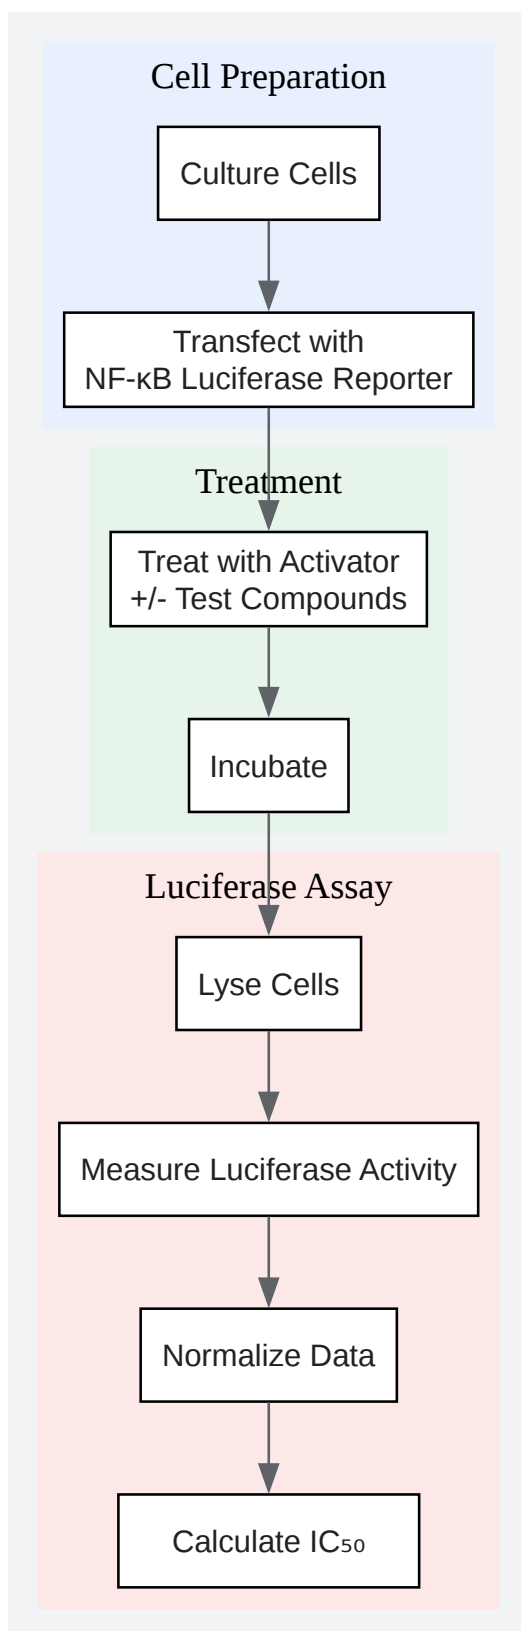 Cell Preparation
Culture Cells
Transfect with
NF-κB Luciferase Reporter
Treatment
Treat with Activator
+/- Test Compounds
Incubate
Luciferase Assay
Lyse Cells
Measure Luciferase Activity
Normalize Data
Calculate IC₅₀